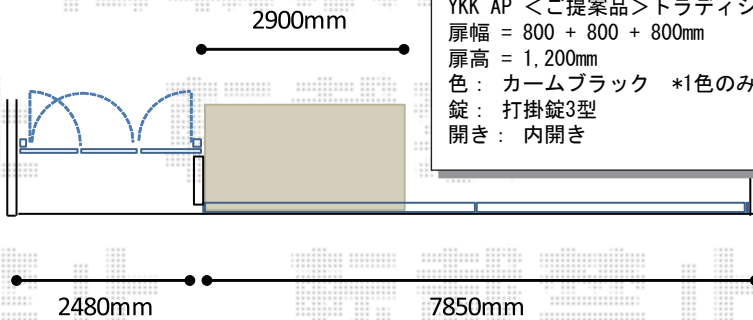 2900mm
YKK AP <ご提案品>トラディシ
扉幅 = 800 + 800 + 800mm
扉高 = 1,200mm
色： カームブラック *1色のみ
錠： 打掛錠3型
開き： 内開き
2480mm
7850mm